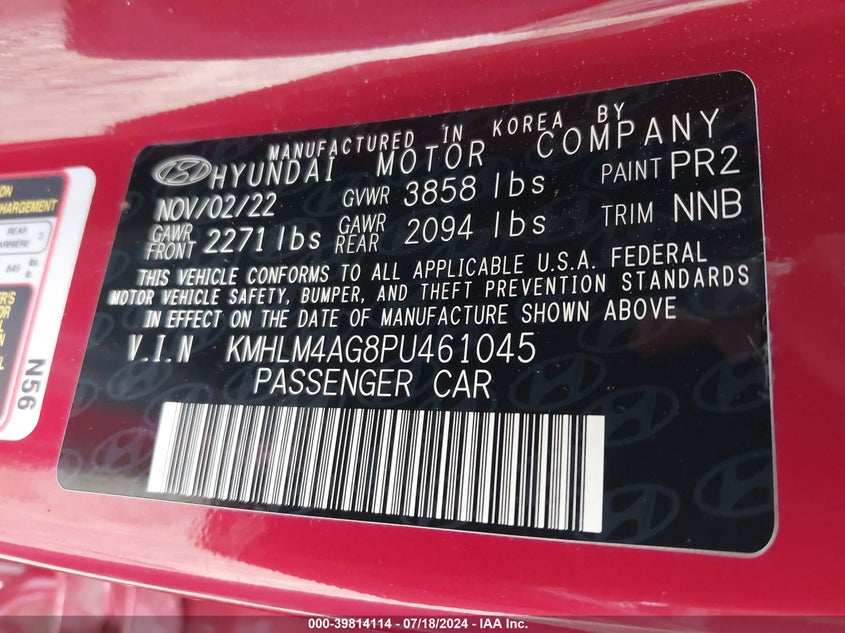 MANUFACTURED IN KOREA BY
HYUNDAI MOTOR COMPANY
NOV/02/22 GVWR 3858 lbs PAINT PR2
GAWR FRONT 2271 lbs GAWR REAR 2094 lbs TRIM NNB
THIS VEHICLE CONFORMS TO ALL APPLICABLE U.S.A. FEDERAL
MOTOR VEHICLE SAFETY, BUMPER, AND THEFT PREVENTION STANDARDS
IN EFFECT ON THE DATE OF MANUFACTURE SHOWN ABOVE
V.I.N KMHLM4AG8PU461045
PASSENGER CAR
REAR 3
849
N56
000-39814114 - 07/18/2024 - IAA Inc.